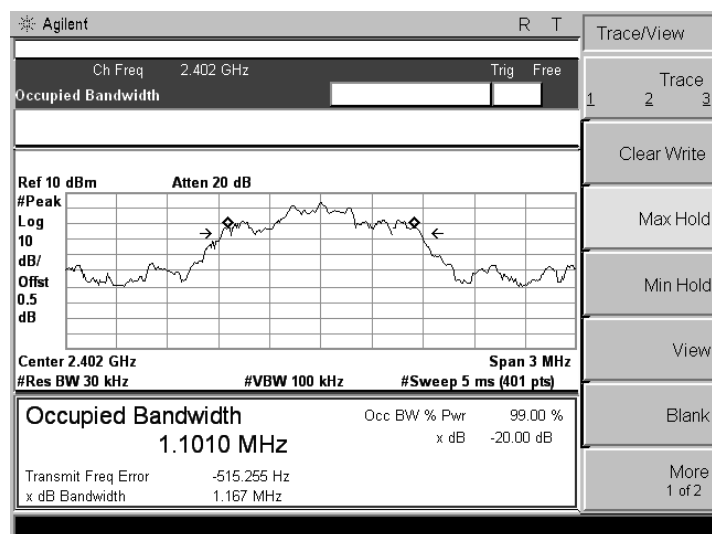 Agilent R T
Ch Freq 2.402 GHz Trig Free
Occupied Bandwidth
Ref 10 dBm Atten 20 dB
#Peak
Log
10
dB/
Offst
0.5
dB
Center 2.402 GHz Span 3 MHz
#Res BW 30 kHz #VBW 100 kHz #Sweep 5 ms (401 pts)
Occupied Bandwidth Occ BW % Pwr 99.00 %
1.1010 MHz x dB -20.00 dB
Transmit Freq Error -515.255 Hz
x dB Bandwidth 1.167 MHz
Trace/View
Trace
1 2 3
Clear Write
Max Hold
Min Hold
View
Blank
More
1 of 2